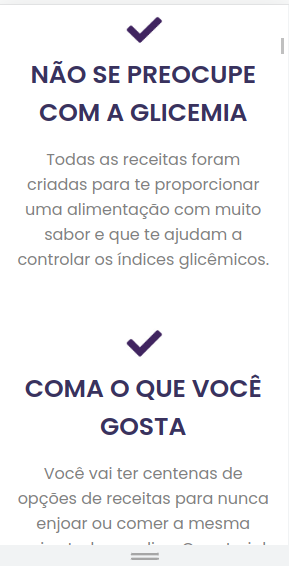 NÃO SE PREOCUPE
COM A GLICEMIA
Todas as receitas foram
criadas para te proporcionar
uma alimentação com muito
sabor e que te ajudam a
controlar os índices glicêmicos.
COMA O QUE VOCÊ
GOSTA
Você vai ter centenas de
opções de receitas para nunca
enjoar ou comer a mesma